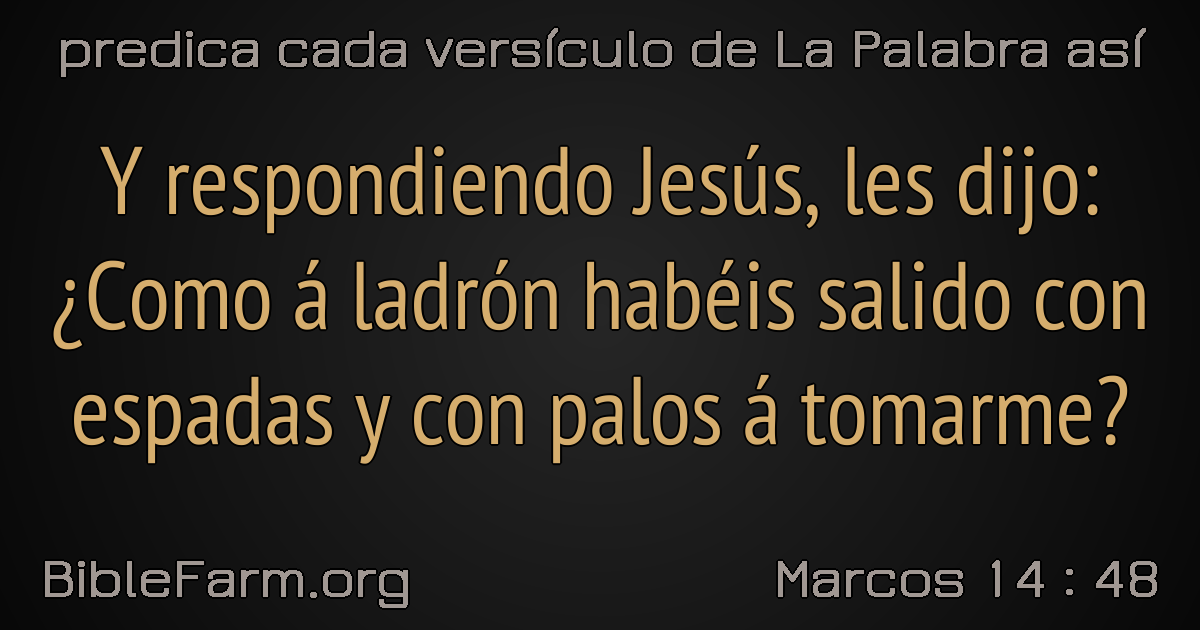 predica cada versículo de La Palabra así
Y respondiendo Jesús, les dijo:
¿Como á ladrón habéis salido con
espadas y con palos á tomarme?
BibleFarm.org
Marcos 14 : 48